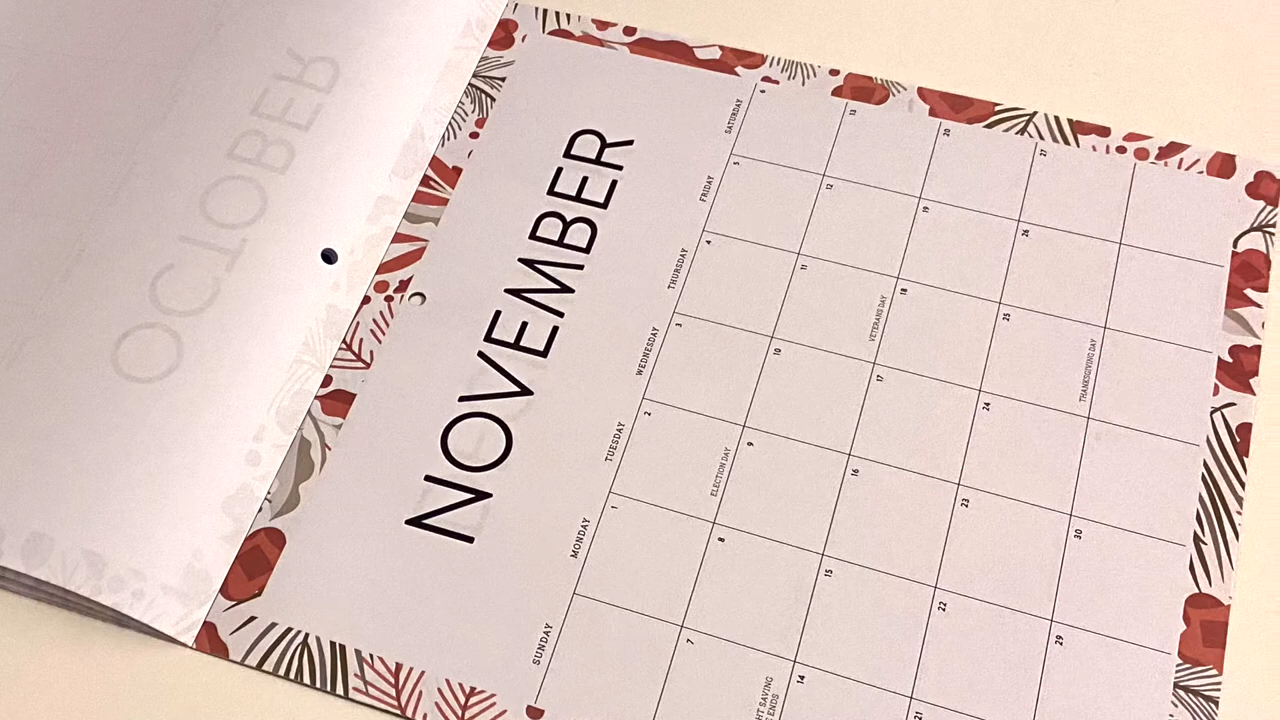 OCTOBER
NOVEMBER
SUNDAY MONDAY TUESDAY WEDNESDAY THURSDAY FRIDAY SATURDAY
1 2 3 4 5 6
ELECTION DAY
7 8 9 10 11 12 13
SAVING
ENDS
VETERANS DAY
14 15 16 17 18 19 20
21 22 23 24 25 26 27
THANKSGIVING DAY
29 30